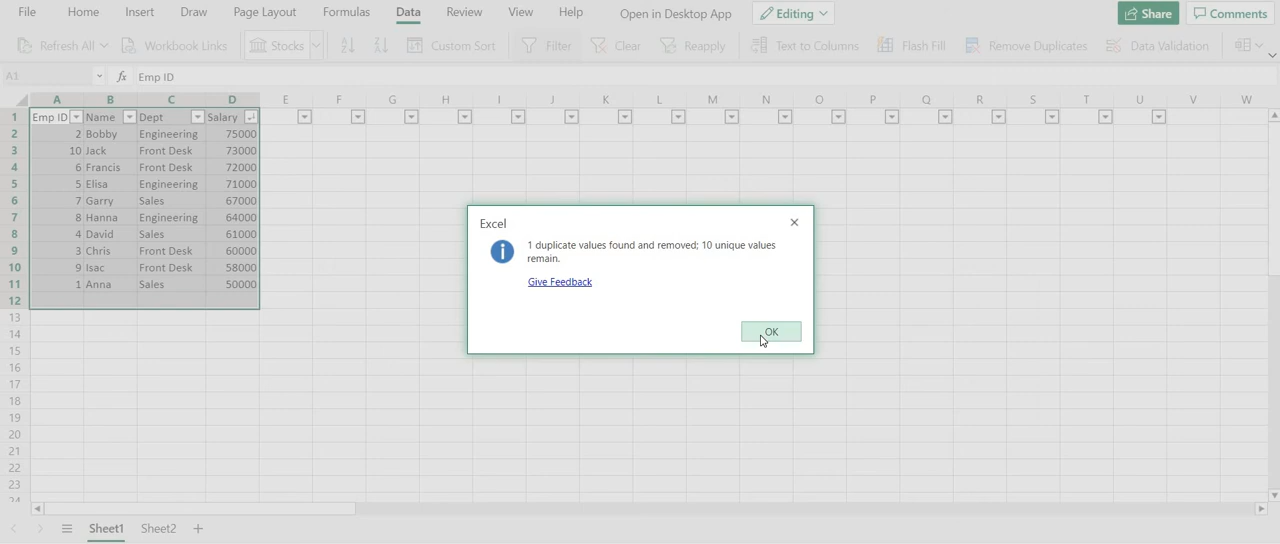 File Home Insert Draw Page Layout Formulas Data Review View Help Open in Desktop App Editing Share Comments
Refresh All Workbook Links Stocks Custom Sort Filter Clear Reapply Text to Columns Flash Fill Remove Duplicates Data Validation
A1 fx Emp ID
A B C D E F G H I J K L M N O P Q R S T U V W
1 Emp ID Name Dept Salary
2 2 Bobby Engineering 75000
3 10 Jack Front Desk 73000
4 6 Francis Front Desk 72000
5 5 Elisa Engineering 71000
6 7 Garry Sales 67000
7 8 Hanna Engineering 64000
8 4 David Sales 61000
9 3 Chris Front Desk 60000
10 9 Isac Front Desk 58000
11 1 Anna Sales 50000
12
13
14
15
16
17
18
19
20
21
22
23
24
Excel
1 duplicate values found and removed; 10 unique values
remain.
Give Feedback
OK
Sheet1 Sheet2